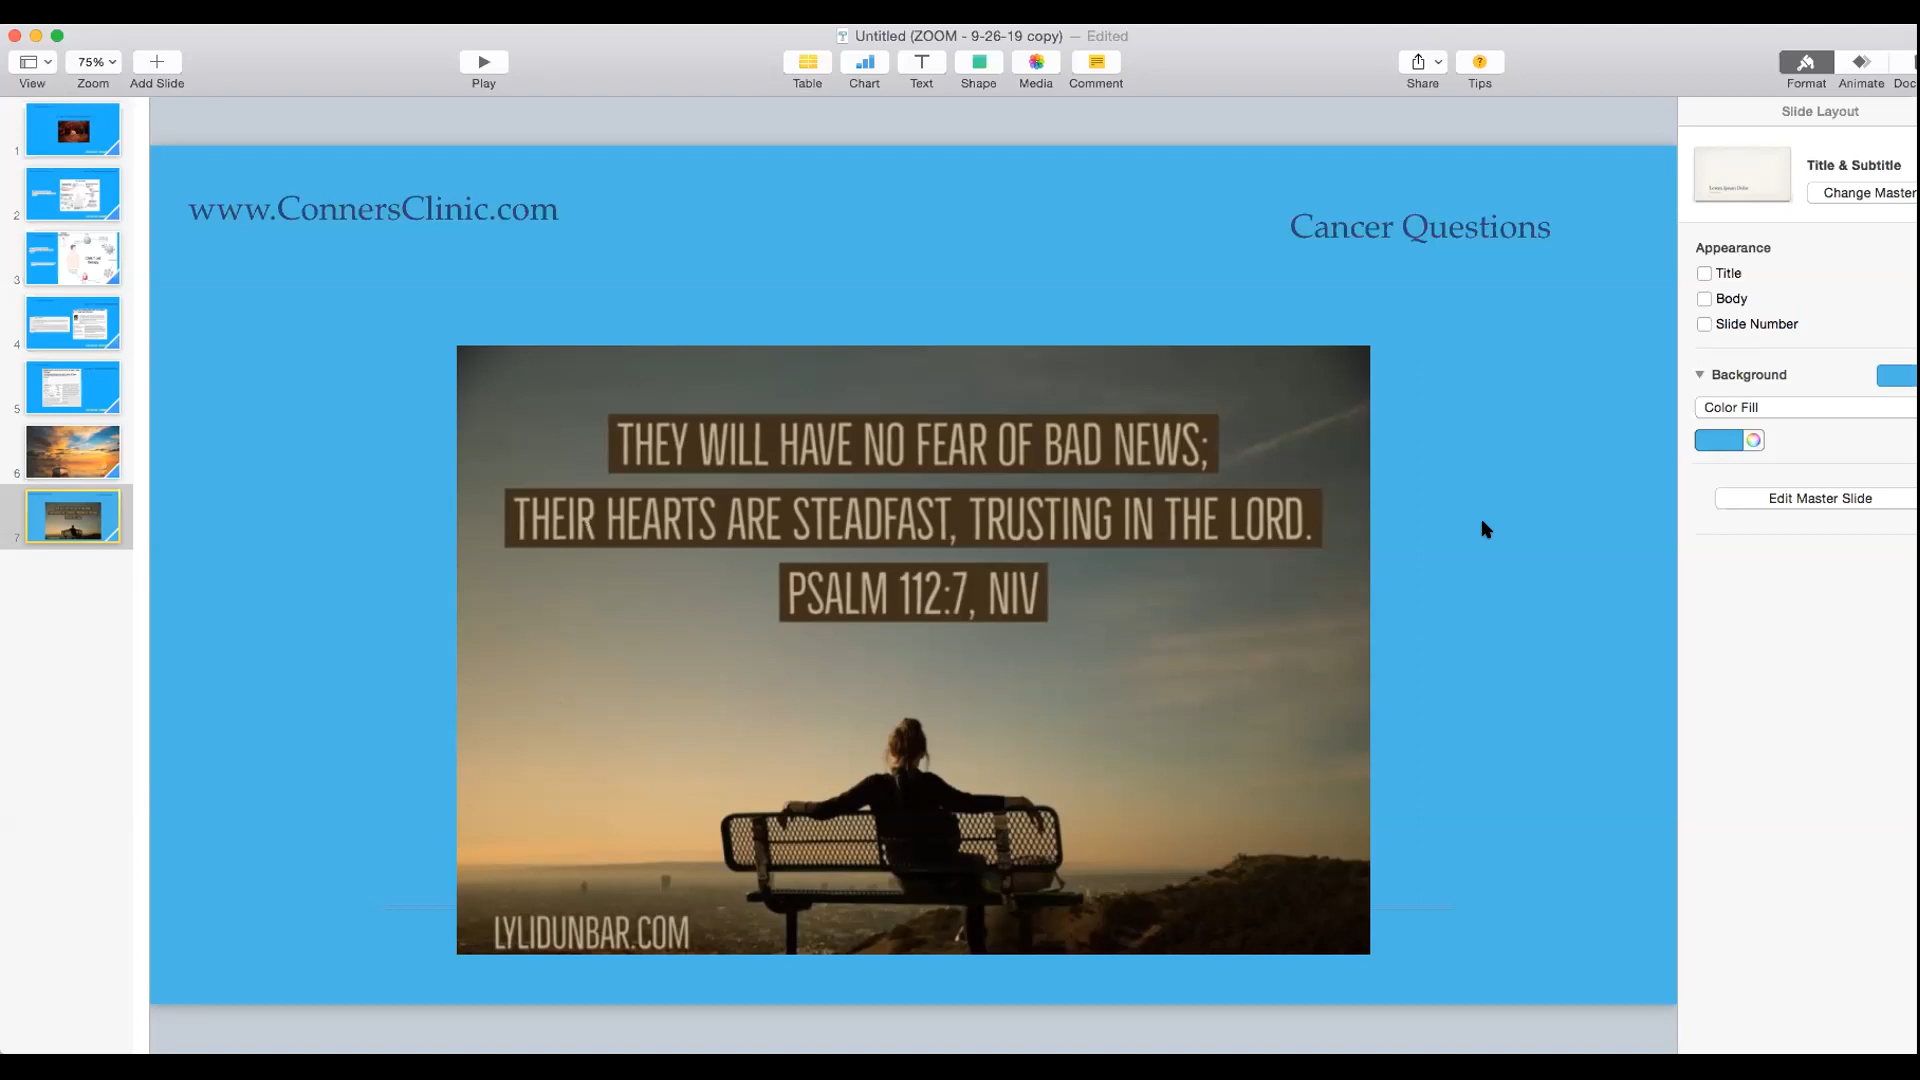 Untitled (ZOOM - 9-26-19 copy) — Edited
75%
View
Zoom
Add Slide
Play
Table
Chart
Text
Shape
Media
Comment
Share
Tips
Format
Animate
Slide Layout
Title & Subtitle
Change Master
Appearance
Title
Body
Slide Number
Background
Color Fill
Edit Master Slide
1
2
3
4
5
6
7
www.ConnersClinic.com
Cancer Questions
THEY WILL HAVE NO FEAR OF BAD NEWS;
THEIR HEARTS ARE STEADFAST, TRUSTING IN THE LORD.
PSALM 112:7, NIV
LYLIDUNBAR.COM